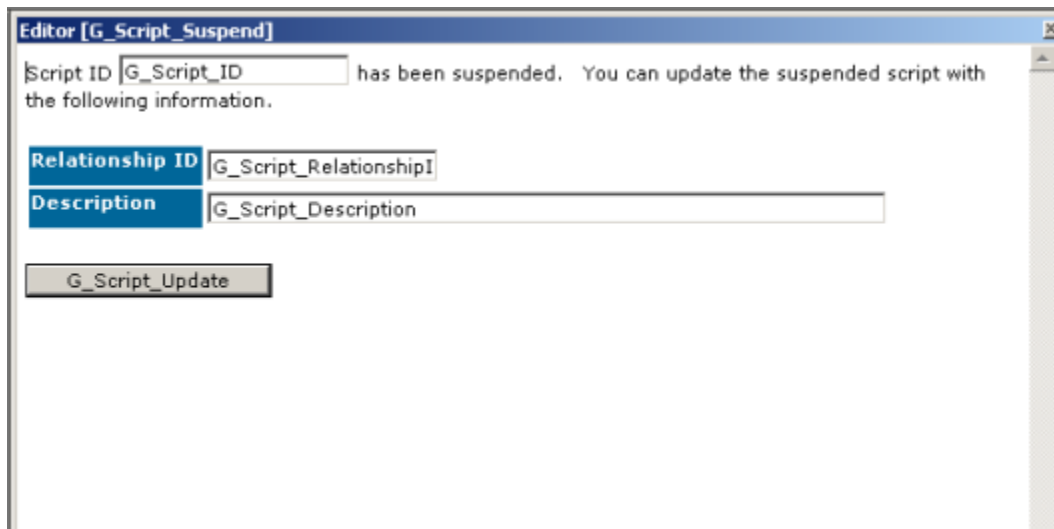 Editor [G_Script_Suspend]
Script ID G_Script_ID has been suspended. You can update the suspended script with
the following information.
Relationship ID G_Script_RelationshipI
Description G_Script_Description
G_Script_Update